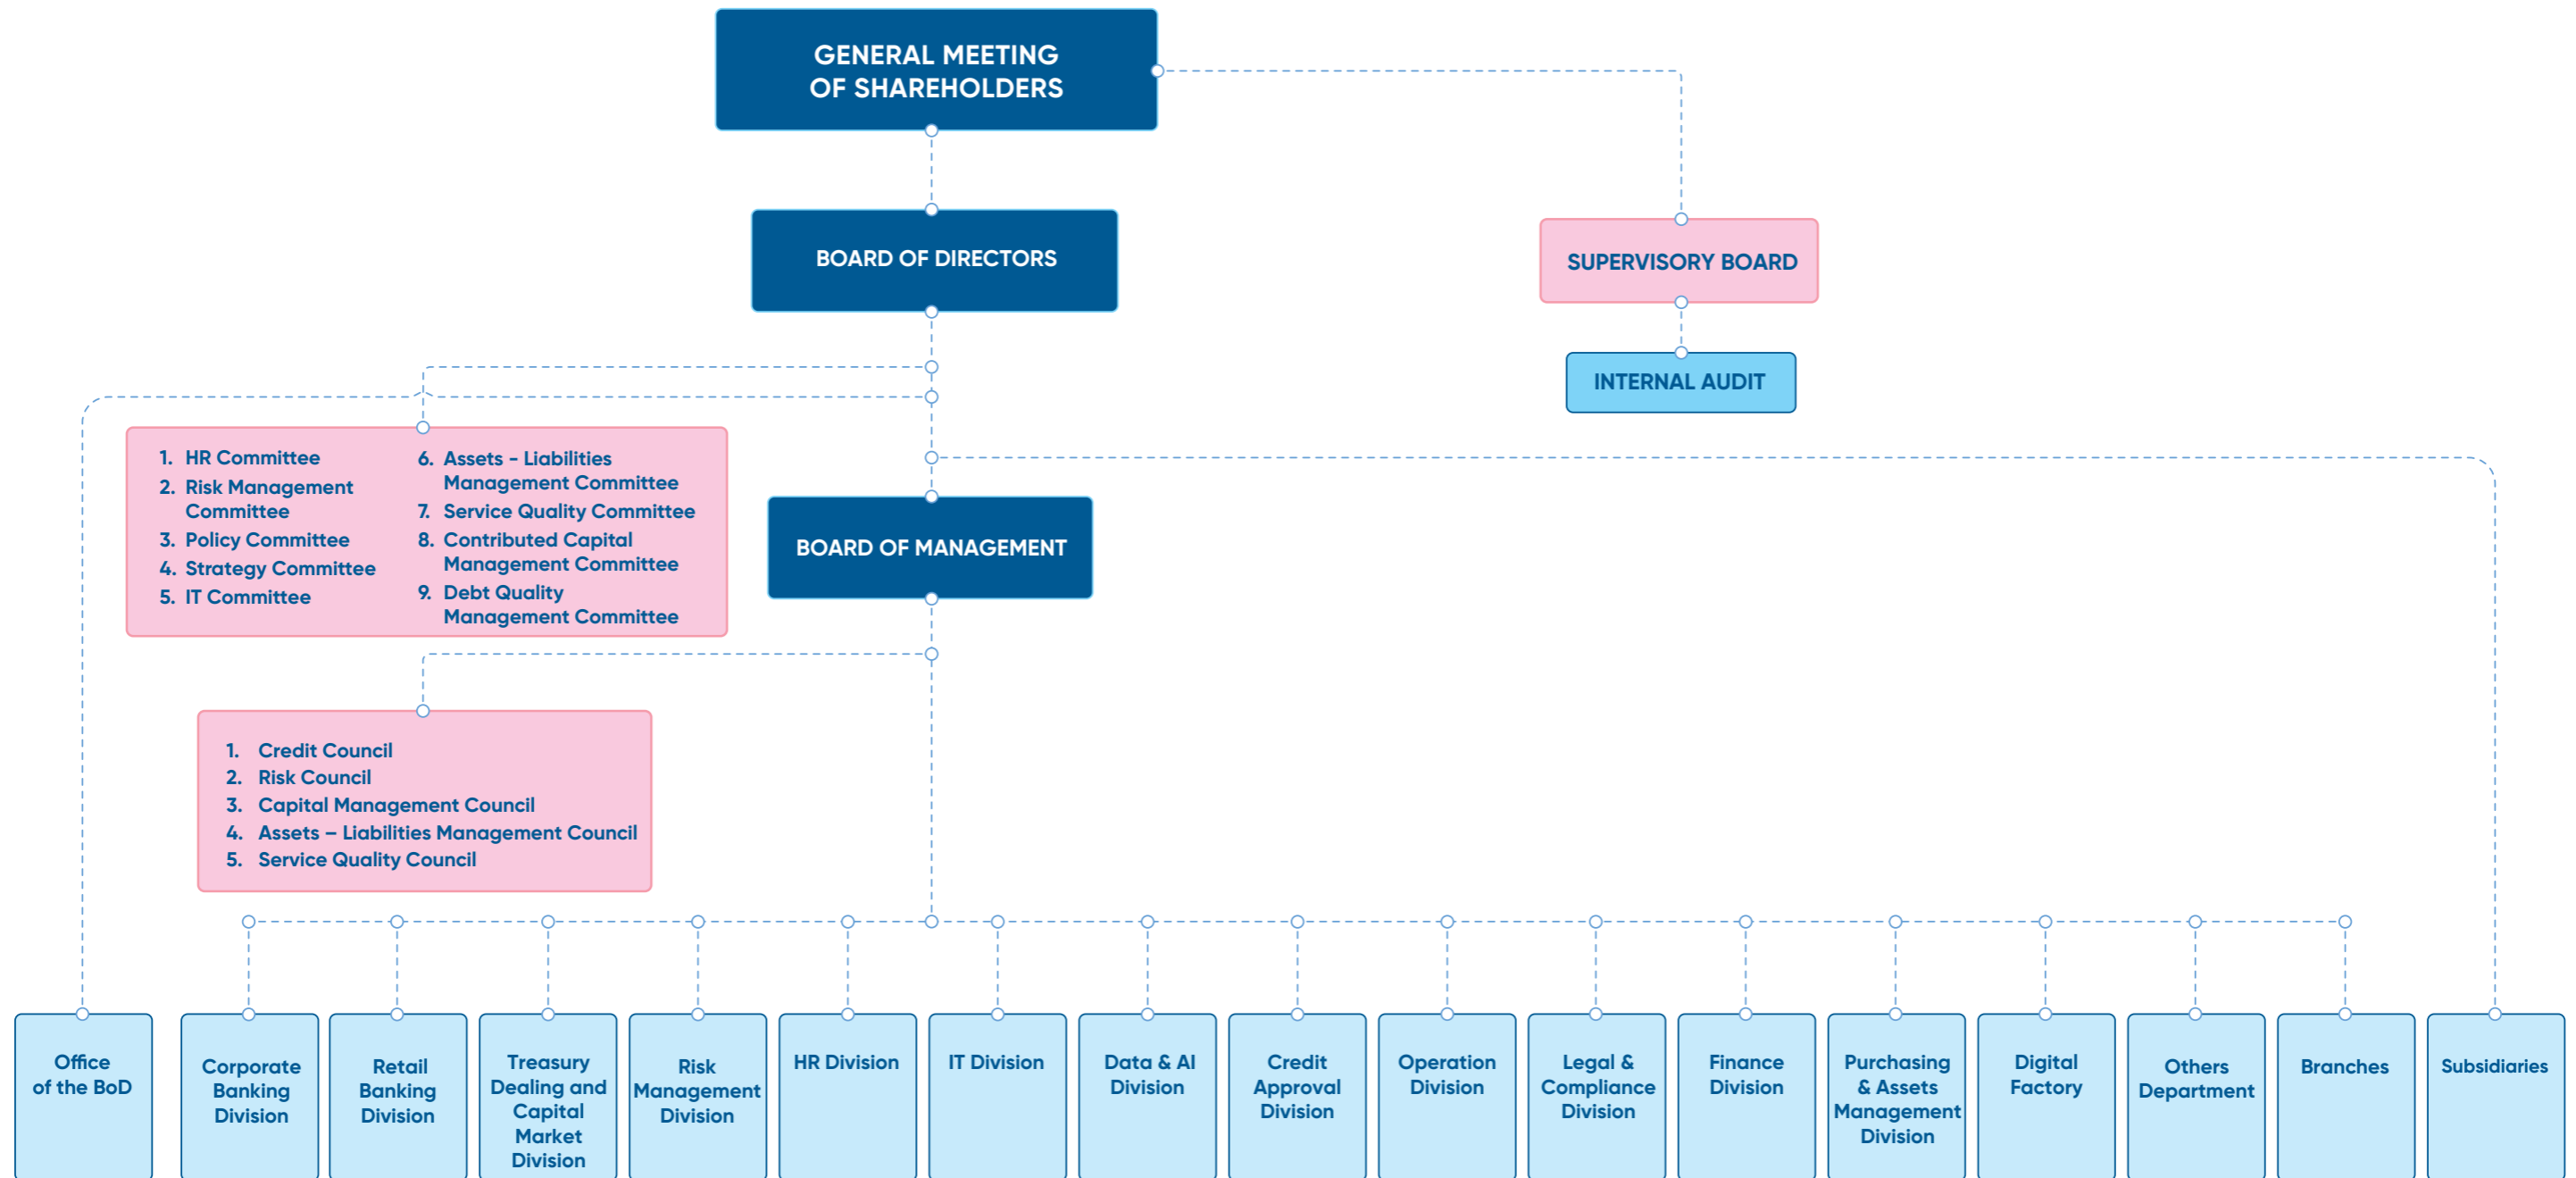 GENERAL MEETING
OF SHAREHOLDERS
BOARD OF DIRECTORS
SUPERVISORY BOARD
INTERNAL AUDIT
1. HR Committee
2. Risk Management
Committee
3. Policy Committee
4. Strategy Committee
5. IT Committee
6. Assets - Liabilities
Management Committee
7. Service Quality Committee
8. Contributed Capital
Management Committee
9. Debt Quality
Management Committee
BOARD OF MANAGEMENT
1. Credit Council
2. Risk Council
3. Capital Management Council
4. Assets – Liabilities Management Council
5. Service Quality Council
Office
of the BoD
Corporate
Banking
Division
Retail
Banking
Division
Treasury
Dealing and
Capital
Market
Division
Risk
Management
Division
HR Division
IT Division
Data & AI
Division
Credit
Approval
Division
Operation
Division
Legal &
Compliance
Division
Finance
Division
Purchasing
& Assets
Management
Division
Digital
Factory
Others
Department
Branches
Subsidiaries